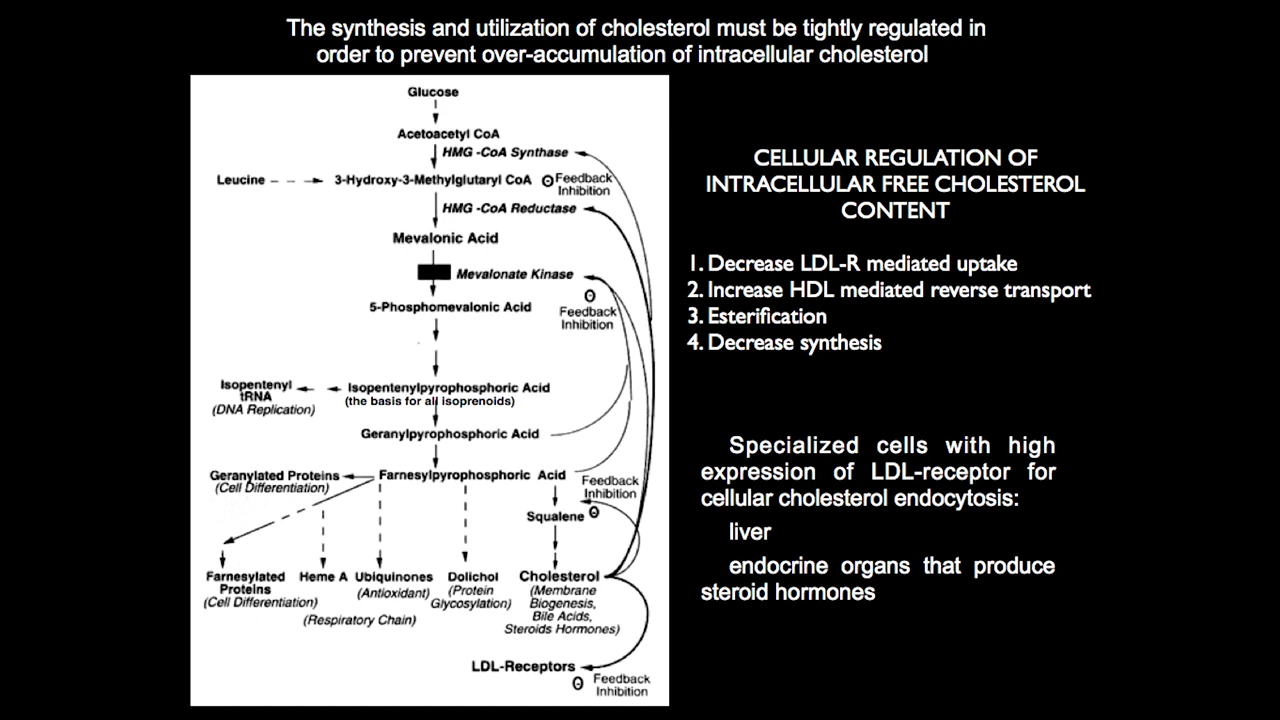 The synthesis and utilization of cholesterol must be tightly regulated in
order to prevent over-accumulation of intracellular cholesterol
Glucose
Acetoacetyl CoA
HMG -CoA Synthase
Leucine
3-Hydroxy-3-Methylglutaryl CoA
Feedback
Inhibition
HMG -CoA Reductase
Mevalonic Acid
Mevalonate Kinase
5-Phosphomevalonic Acid
Feedback
Inhibition
Isopentenyl
tRNA
(DNA Replication)
Isopentenylpyrophosphoric Acid
(the basis for all isoprenoids)
Geranylpyrophosphoric Acid
Geranylated Proteins
(Cell Differentiation)
Farnesylpyrophosphoric Acid
Feedback
Inhibition
Squalene
Farnesylated
Proteins
(Cell Differentiation)
Heme A
Ubiquinones
(Antioxidant)
(Respiratory Chain)
Dolichol
(Protein
Glycosylation)
Cholesterol
(Membrane
Biogenesis,
Bile Acids,
Steroids Hormones)
LDL-Receptors
Feedback
Inhibition
CELLULAR REGULATION OF
INTRACELLULAR FREE CHOLESTEROL
CONTENT
1. Decrease LDL-R mediated uptake
2. Increase HDL mediated reverse transport
3. Esterification
4. Decrease synthesis
Specialized cells with high
expression of LDL-receptor for
cellular cholesterol endocytosis:
liver
endocrine organs that produce
steroid hormones